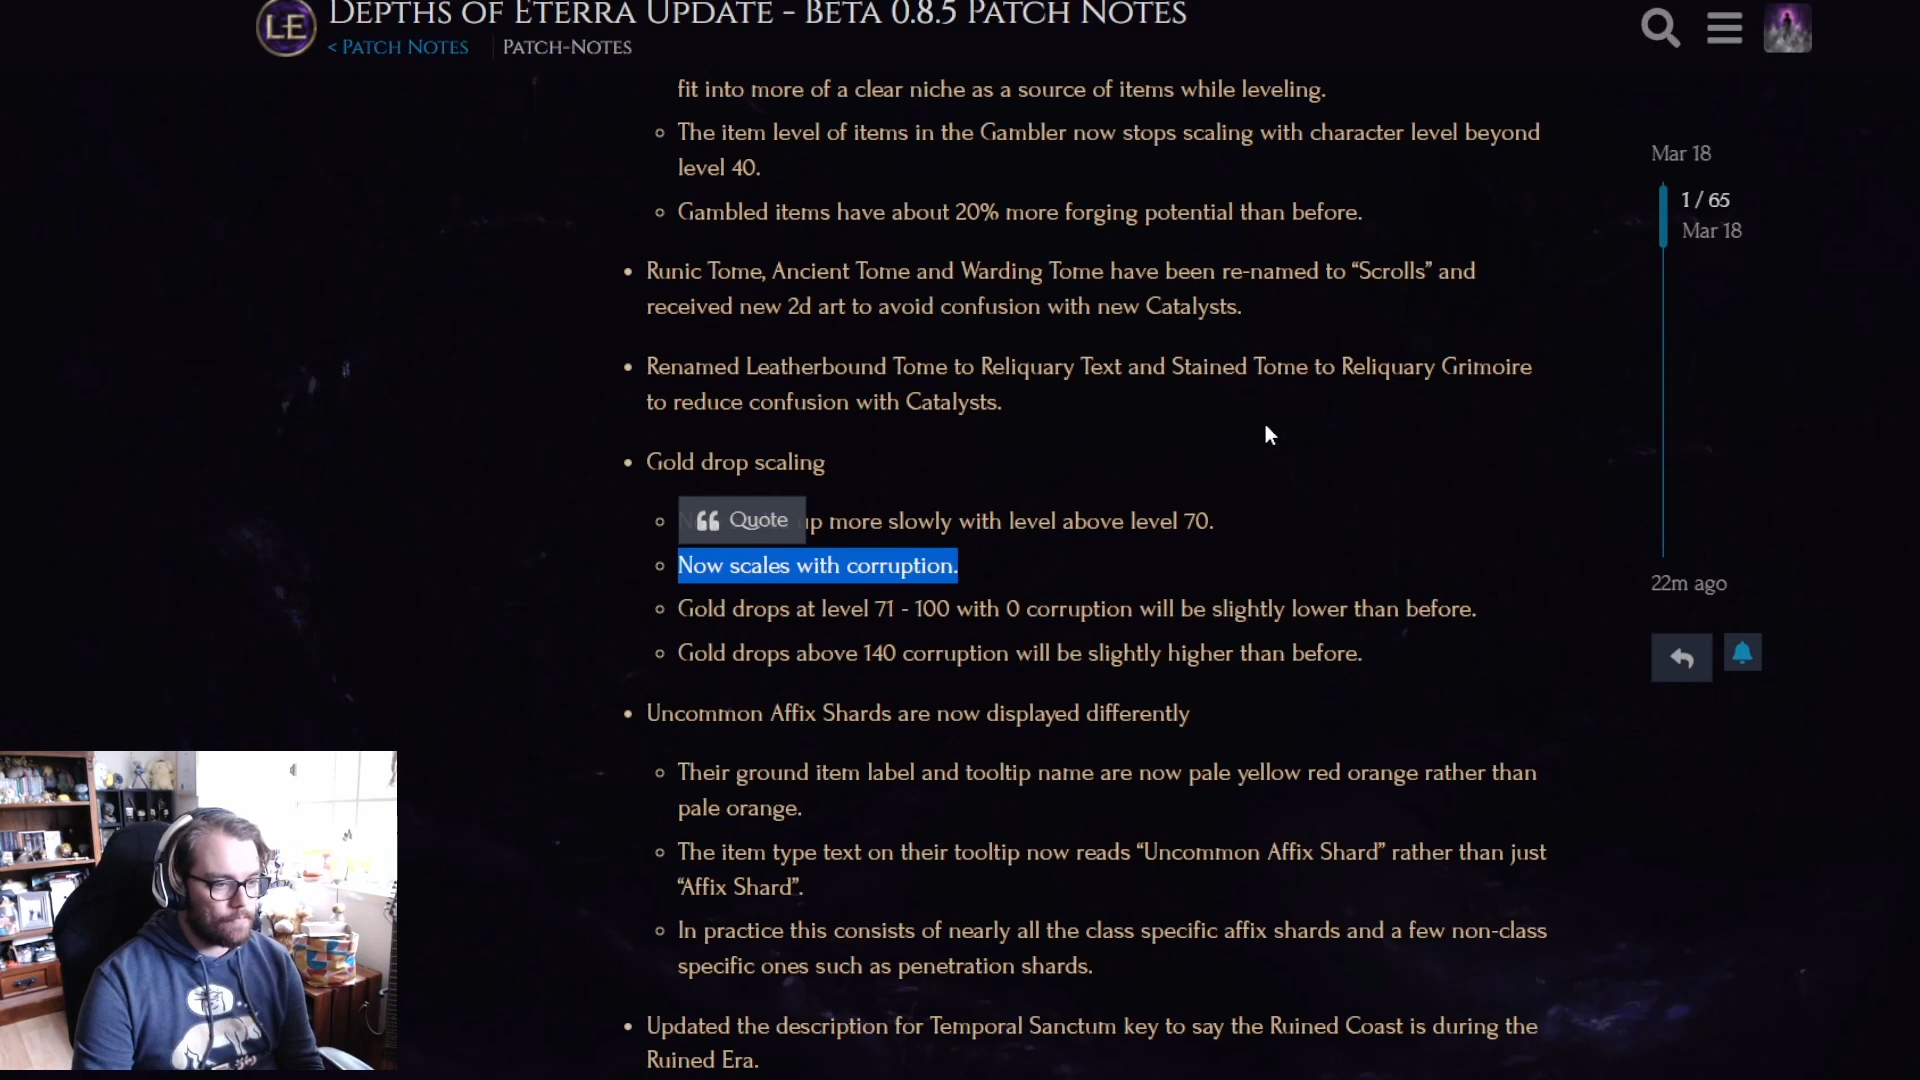 LE
Depths of Eterra Update - Beta 0.8.5 Patch Notes
< Patch Notes
Patch-Notes
fit into more of a clear niche as a source of items while leveling.
The item level of items in the Gambler now stops scaling with character level beyond
level 40.
Gambled items have about 20% more forging potential than before.
Runic Tome, Ancient Tome and Warding Tome have been re-named to “Scrolls” and
received new 2d art to avoid confusion with new Catalysts.
Renamed Leatherbound Tome to Reliquary Text and Stained Tome to Reliquary Grimoire
to reduce confusion with Catalysts.
Gold drop scaling
Quote
up more slowly with level above level 70.
Now scales with corruption.
Gold drops at level 71 - 100 with 0 corruption will be slightly lower than before.
Gold drops above 140 corruption will be slightly higher than before.
Uncommon Affix Shards are now displayed differently
Their ground item label and tooltip name are now pale yellow red orange rather than
pale orange.
The item type text on their tooltip now reads “Uncommon Affix Shard” rather than just
“Affix Shard”.
In practice this consists of nearly all the class specific affix shards and a few non-class
specific ones such as penetration shards.
Updated the description for Temporal Sanctum key to say the Ruined Coast is during the
Ruined Era.
Mar 18
1 / 65
Mar 18
22m ago